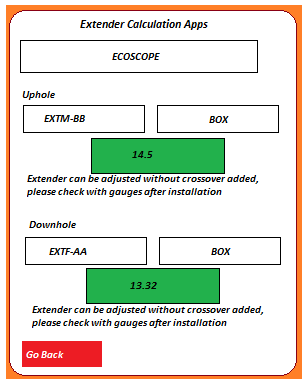 Extender Calculation Apps
ECOSCOPE
Uphole
EXTM-BB BOX
14.5
Extender can be adjusted without crossover added,
please check with gauges after installation
Downhole
EXTF-AA BOX
13.32
Extender can be adjusted without crossover added,
please check with gauges after installation
Go Back